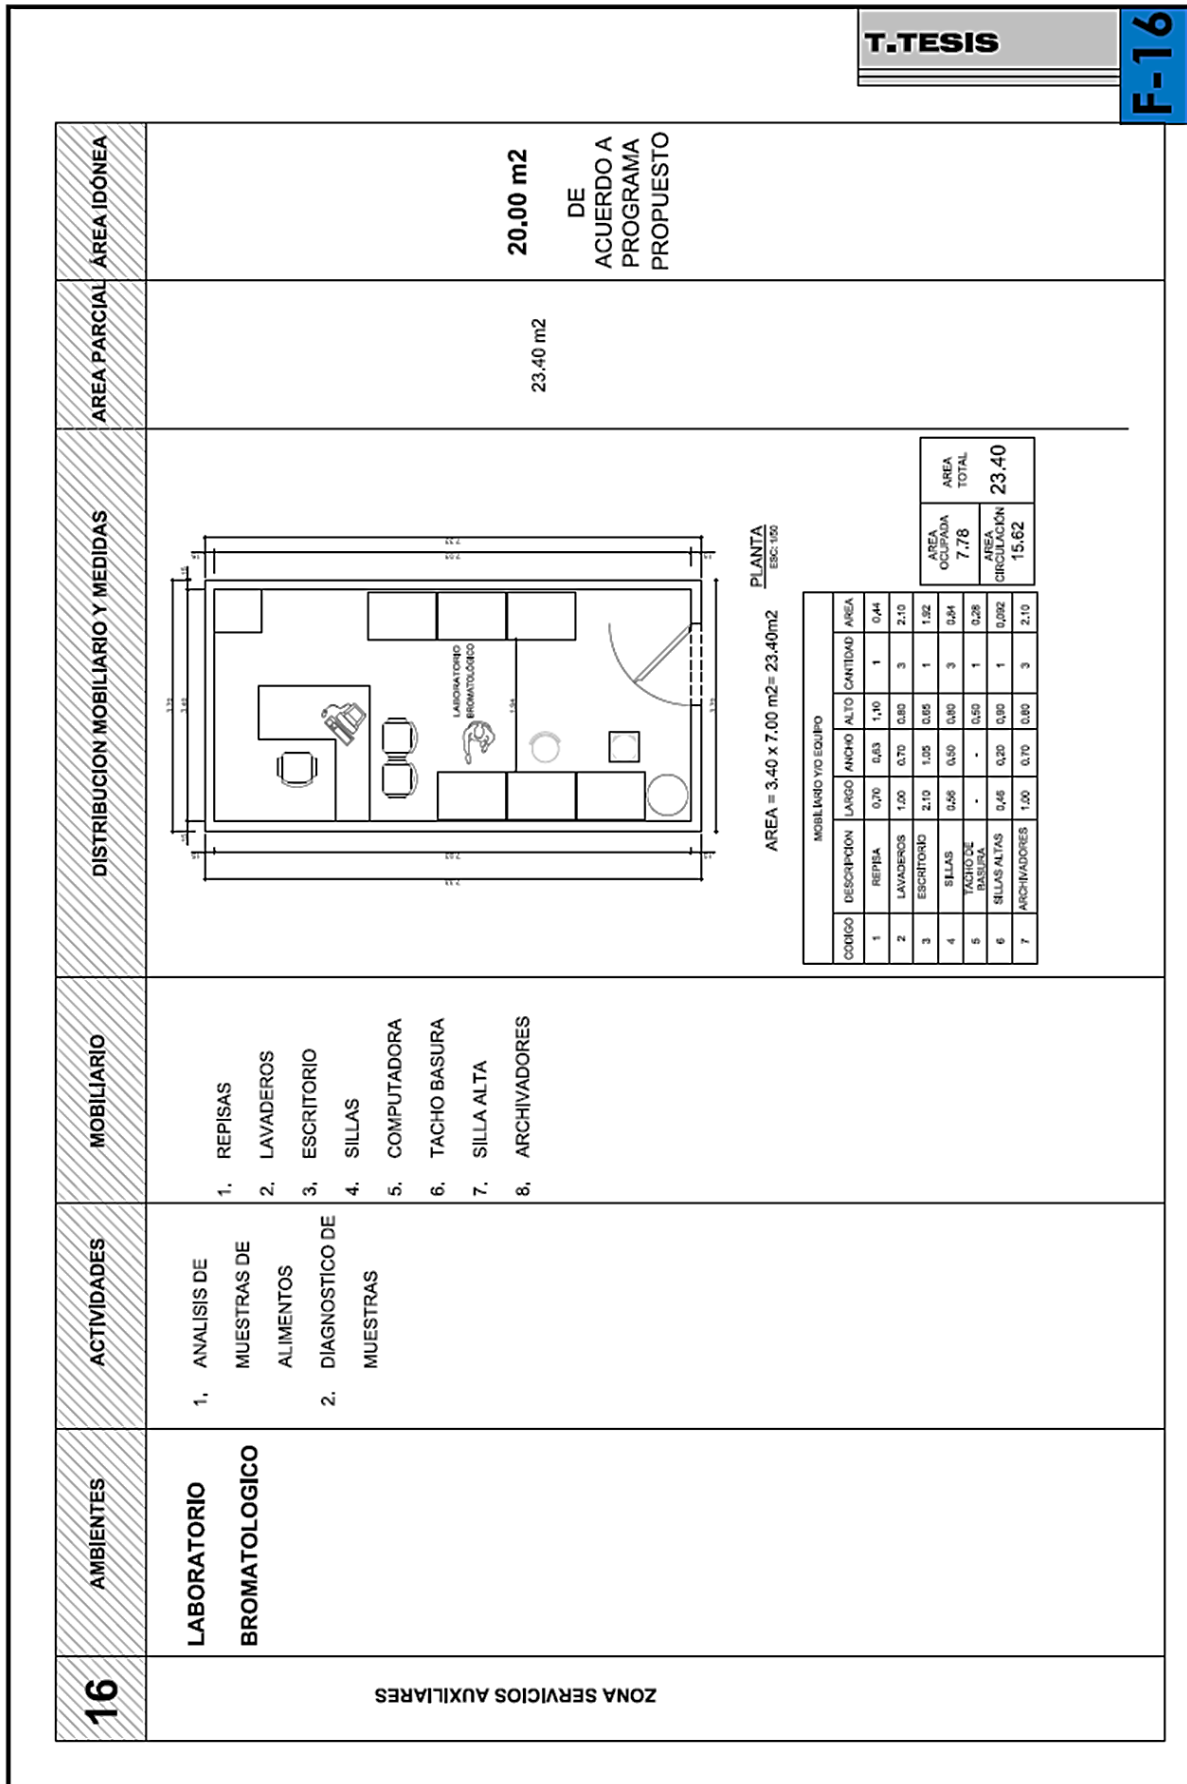 T.TESIS
F-16
16
AMBIENTES
ACTIVIDADES
MOBILIARIO
DISTRIBUCION MOBILIARIO Y MEDIDAS
AREA PARCIAL
ÁREA IDÓNEA
ZONA SERVICIOS AUXILIARES
LABORATORIO
BROMATOLOGICO
1. ANALISIS DE
MUESTRAS DE
ALIMENTOS
2. DIAGNOSTICO DE
MUESTRAS
1. REPISAS
2. LAVADEROS
3. ESCRITORIO
4. SILLAS
5. COMPUTADORA
6. TACHO BASURA
7. SILLA ALTA
8. ARCHIVADORES
LABORATORIO
BROMATOLOGICO
1.94
PLANTA
ESC: 1/50
AREA = 3.40 x 7.00 m2= 23.40m2
MOBILIARIO Y/O EQUIPO
CODIGO DESCRIPCION LARGO ANCHO ALTO CANTIDAD AREA
1 REPISA 0,70 0,63 1,40 1 0,44
2 LAVADEROS 1.00 0.70 0.80 3 2.10
3 ESCRITORIO 2.10 1.05 0.65 1 1.92
4 SILLAS 0.56 0.50 0.80 3 0.84
5 TACHO DE BASURA - - 0,50 1 0,28
6 SILLAS ALTAS 0,46 0,20 0,90 1 0,092
7 ARCHIVADORES 1.00 0.70 0.80 3 2.10
AREA OCUPADA
7.78
AREA CIRCULACIÓN
15.62
AREA TOTAL
23.40
23.40 m2
20.00 m2
DE
ACUERDO A
PROGRAMA
PROPUESTO